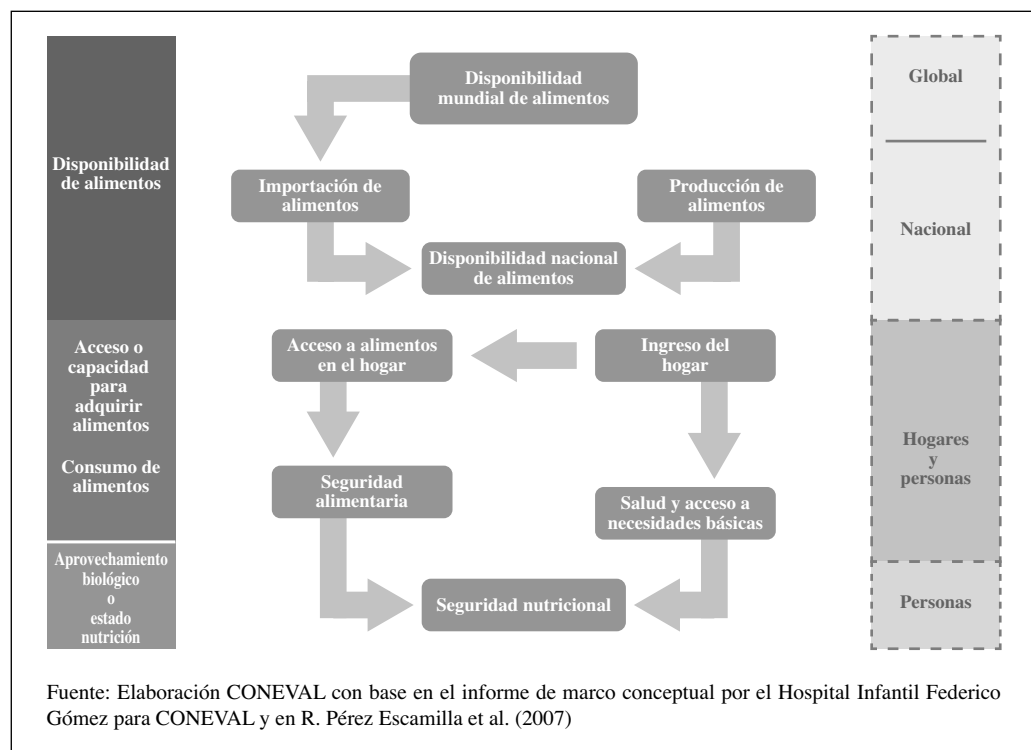 Disponibilidad
de alimentos
Acceso o
capacidad
para
adquirir
alimentos
Consumo de
alimentos
Aprovechamiento
biológico
o
estado
nutrición
Disponibilidad
mundial de alimentos
Importación de
alimentos
Producción de
alimentos
Disponibilidad nacional
de alimentos
Acceso a alimentos
en el hogar
Ingreso del
hogar
Seguridad
alimentaria
Salud y acceso a
necesidades básicas
Seguridad nutricional
Global
Nacional
Hogares
y
personas
Personas
Fuente: Elaboración CONEVAL con base en el informe de marco conceptual por el Hospital Infantil Federico
Gómez para CONEVAL y en R. Pérez Escamilla et al. (2007)